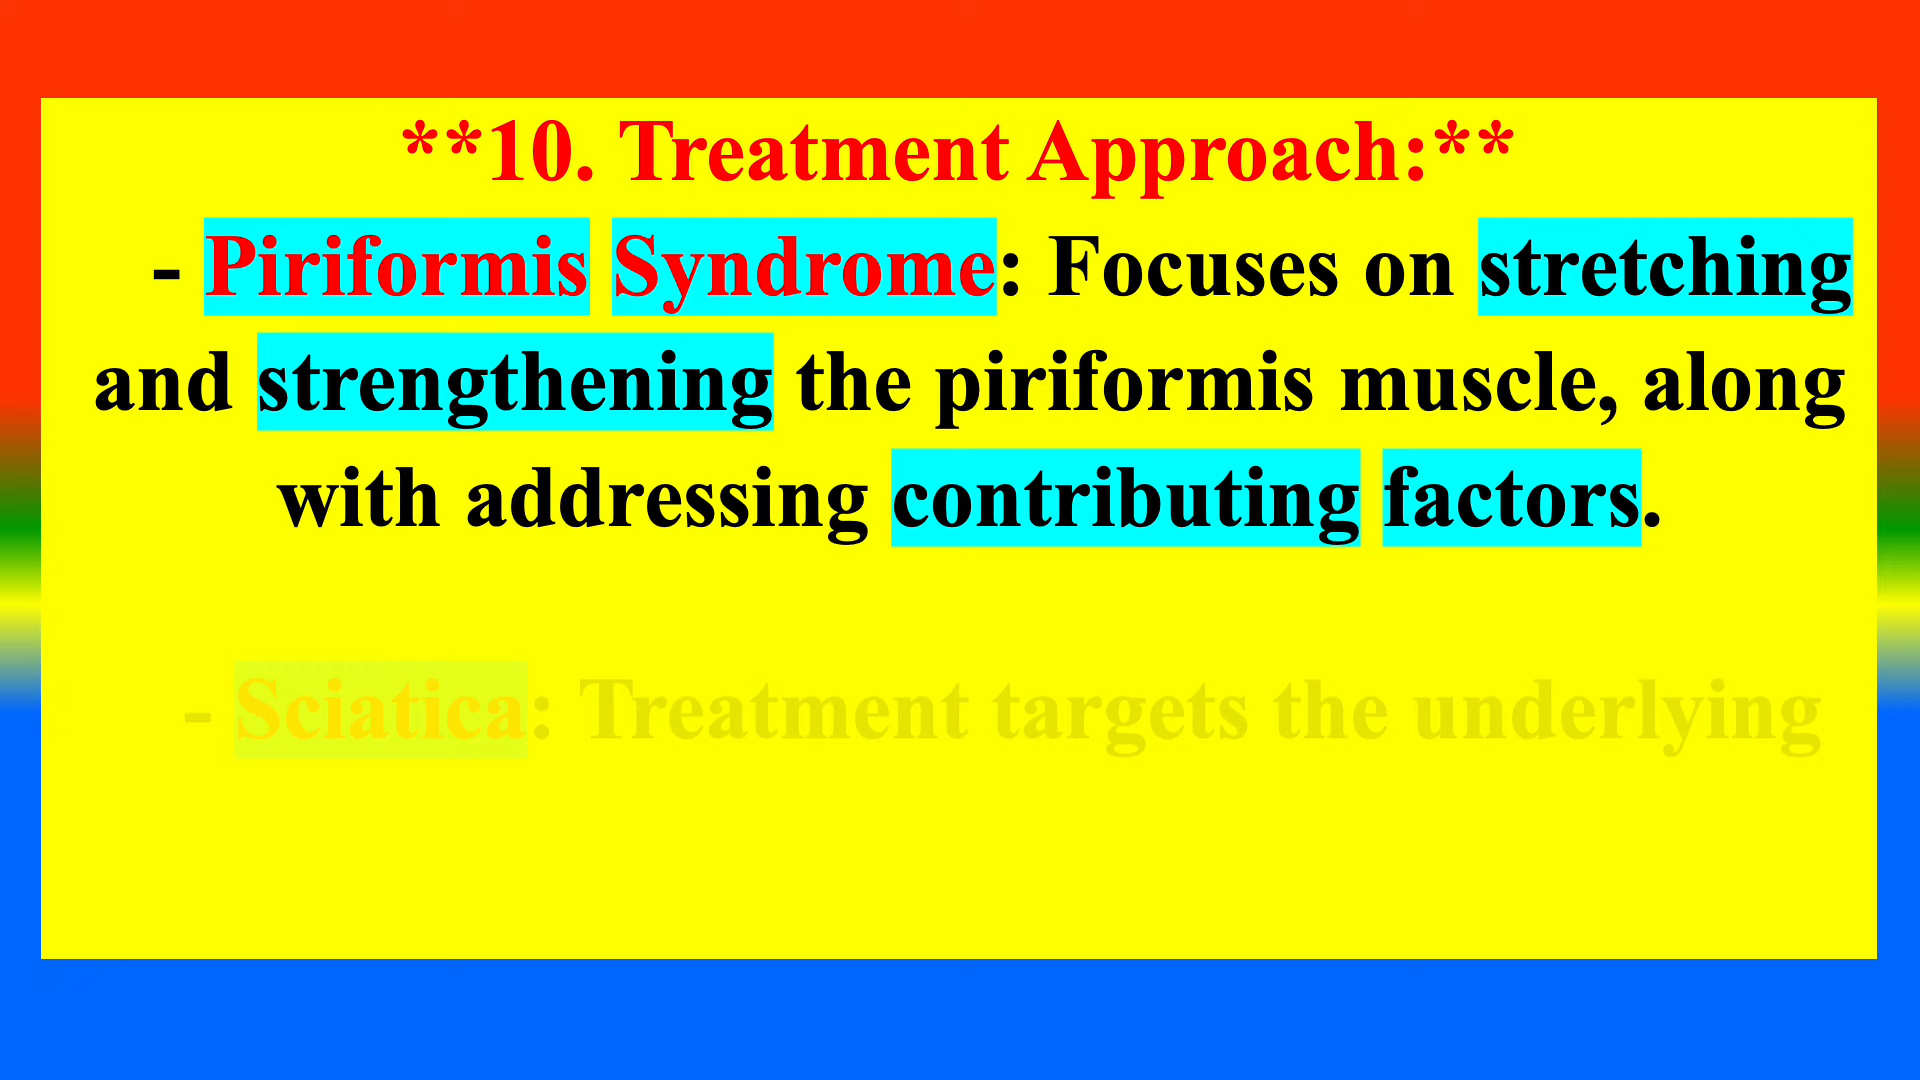 **10. Treatment Approach:**
- Piriformis Syndrome: Focuses on stretching
and strengthening the piriformis muscle, along
with addressing contributing factors.
- Sciatica: Treatment targets the underlying